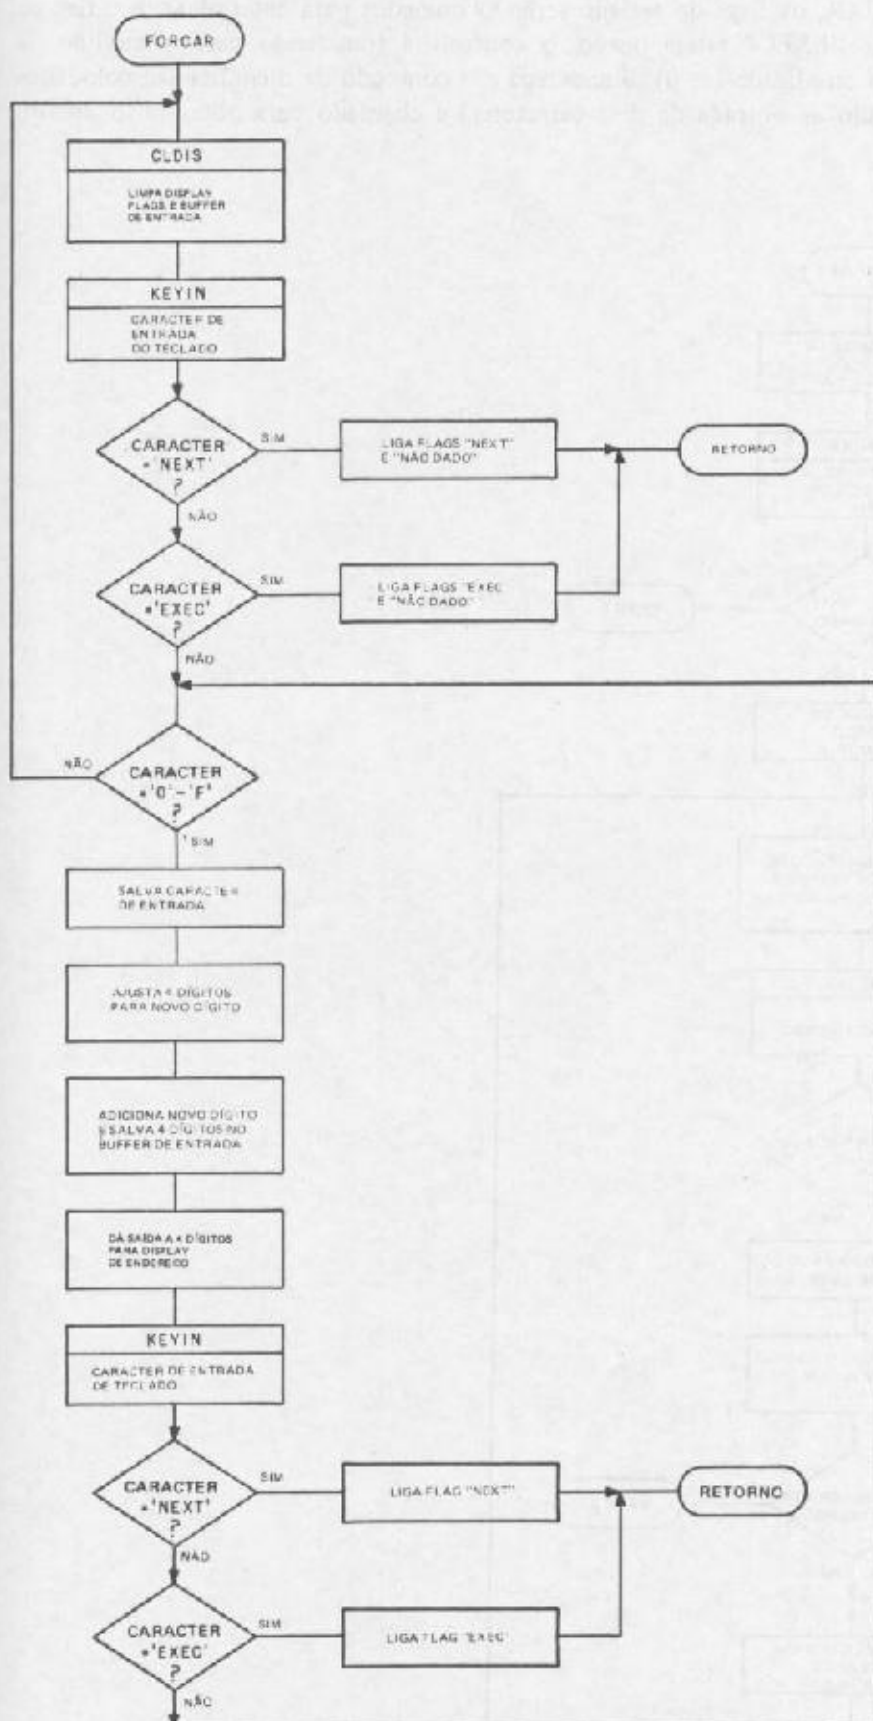 FORCAR
CLDIS
LIMPA DISPLAY
FLAGS E BUFFER
DE ENTRADA
KEYIN
CARACTER DE
ENTRADA
DO TECLADO
CARACTER
='NEXT'
?
SIM
LIGA FLAGS "NEXT"
E "NÃO DADO"
RETORNO
NÃO
CARACTER
='EXEC'
?
SIM
LIGA FLAGS "EXEC
E "NÃO DADO"
NÃO
NÃO
CARACTER
='0'-'F'
?
SIM
SALVA CARACTER
DE ENTRADA
AJUSTA 4 DÍGITOS
PARA NOVO DÍGITO
ADICIONA NOVO DÍGITO
E SALVA 4 DÍGITOS NO
BUFFER DE ENTRADA
DÁ SAÍDA A 4 DÍGITOS
PARA DISPLAY
DE ENDEREÇO
KEYIN
CARACTER DE ENTRADA
DE TECLADO
CARACTER
='NEXT'
?
SIM
LIGA FLAG "NEXT"
RETORNO
NÃO
CARACTER
='EXEC'
?
SIM
LIGA FLAG "EXEC"
NÃO